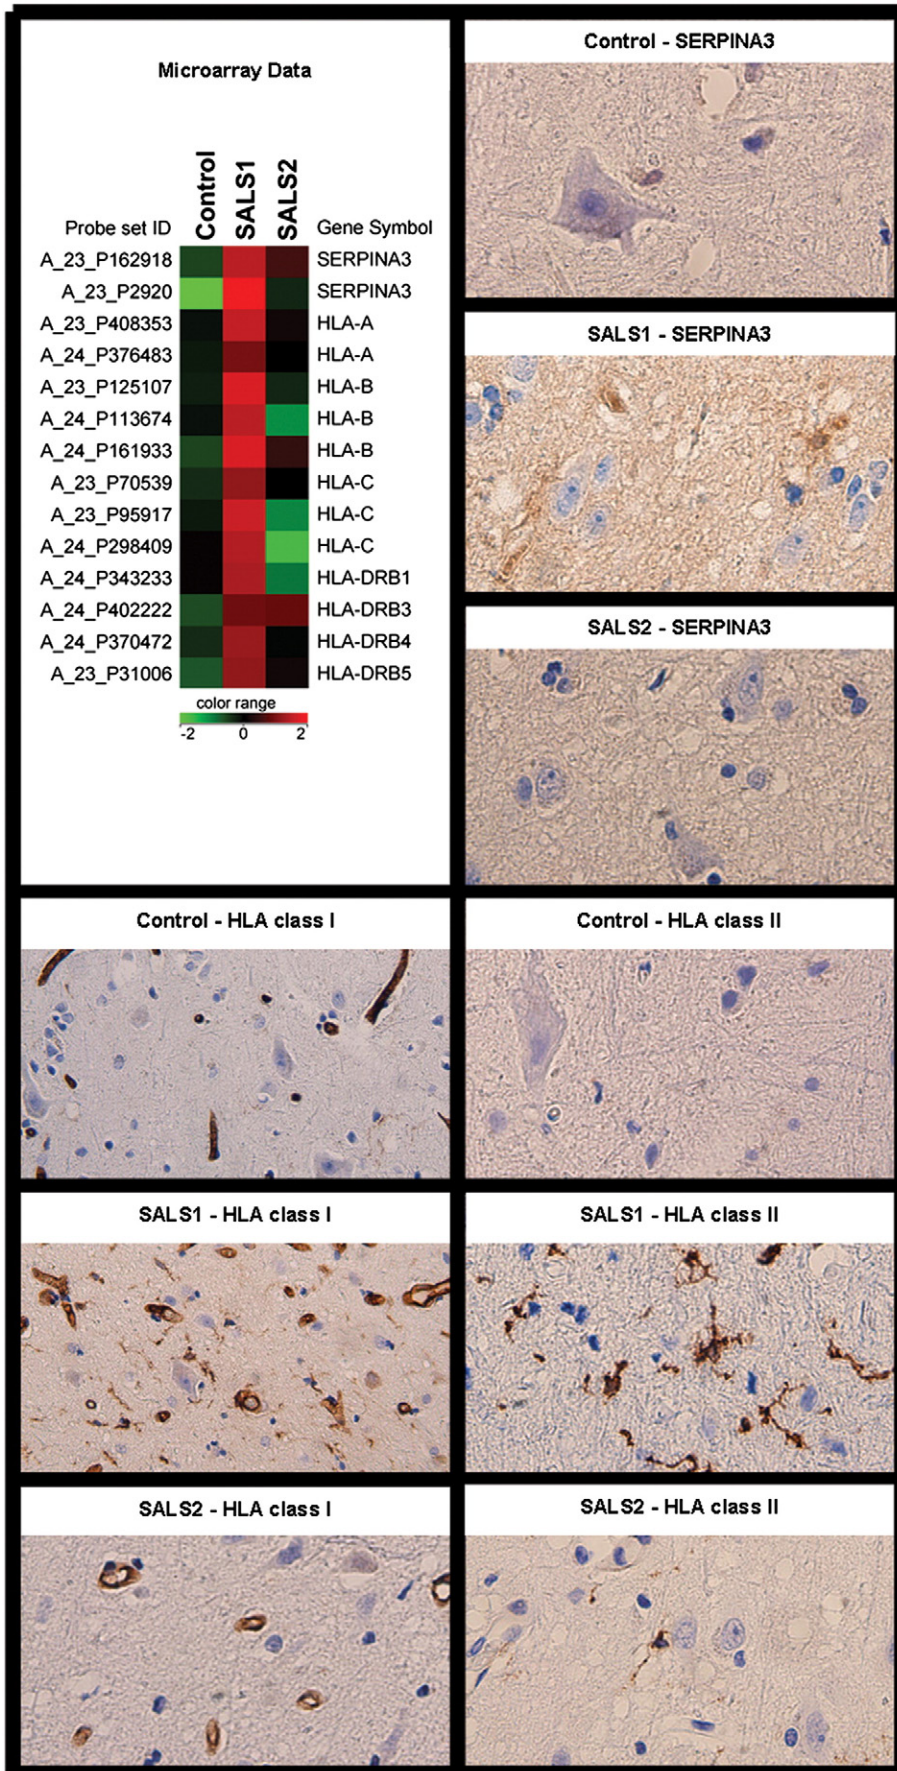 Microarray Data
Control
SALS1
SALS2
Probe set ID
Gene Symbol
A_23_P162918 SERPINA3
A_23_P2920 SERPINA3
A_23_P408353 HLA-A
A_24_P376483 HLA-A
A_23_P125107 HLA-B
A_24_P113674 HLA-B
A_24_P161933 HLA-B
A_23_P70539 HLA-C
A_23_P95917 HLA-C
A_24_P298409 HLA-C
A_24_P343233 HLA-DRB1
A_24_P402222 HLA-DRB3
A_24_P370472 HLA-DRB4
A_23_P31006 HLA-DRB5
color range
-2 0 2
Control - SERPINA3
SALS1 - SERPINA3
SALS2 - SERPINA3
Control - HLA class I
Control - HLA class II
SALS1 - HLA class I
SALS1 - HLA class II
SALS2 - HLA class I
SALS2 - HLA class II